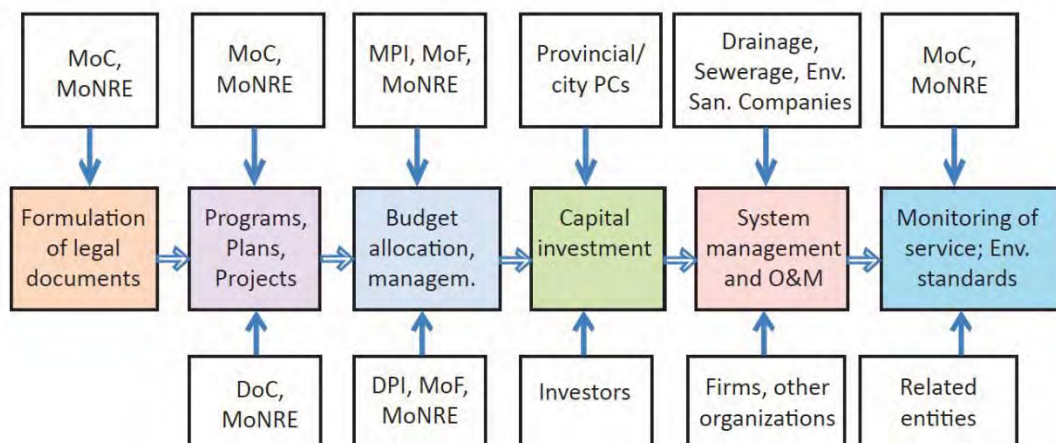 MoC,
MoNRE
MoC,
MoNRE
MPI, MoF,
MoNRE
Provincial/
city PCs
Drainage,
Sewerage, Env.
San. Companies
MoC,
MoNRE
Formulation
of legal
documents
Programs,
Plans,
Projects
Budget
allocation,
managem.
Capital
investment
System
management
and O&M
Monitoring of
service; Env.
standards
DoC,
MoNRE
DPI, MoF,
MoNRE
Investors
Firms, other
organizations
Related
entities